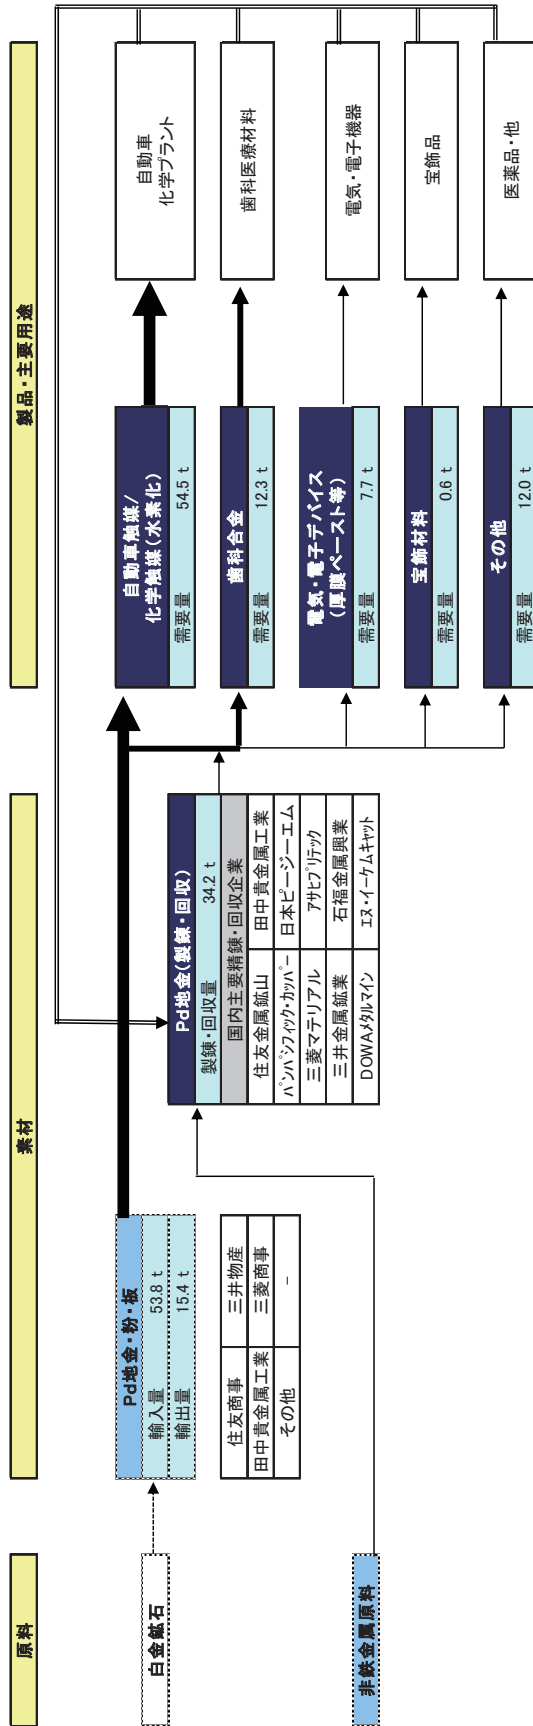 原料
素材
製品・主要用途
白金鉱石
非鉄金属原料
Pd地金・粉・板
輸入量 53.8 t
輸出量 15.4 t
住友商事 三井物産
田中貴金属工業 三菱商事
その他 －
Pd地金(製錬・回収)
製錬・回収量 34.2 t
国内主要精錬・回収企業
住友金属鉱山 田中貴金属工業
パンパシフィック・カッパー 日本ピージーエム
三菱マテリアル アサヒプリテック
三井金属鉱業 石福金属興業
DOWAメタルマイン エヌ・イーケムキャット
自動車触媒/
化学触媒(水素化)
需要量 54.5 t
歯科合金
需要量 12.3 t
電気・電子デバイス
(厚膜ペースト等)
需要量 7.7 t
宝飾材料
需要量 0.6 t
その他
需要量 12.0 t
自動車
化学プラント
歯科医療材料
電気・電子機器
宝飾品
医薬品・他